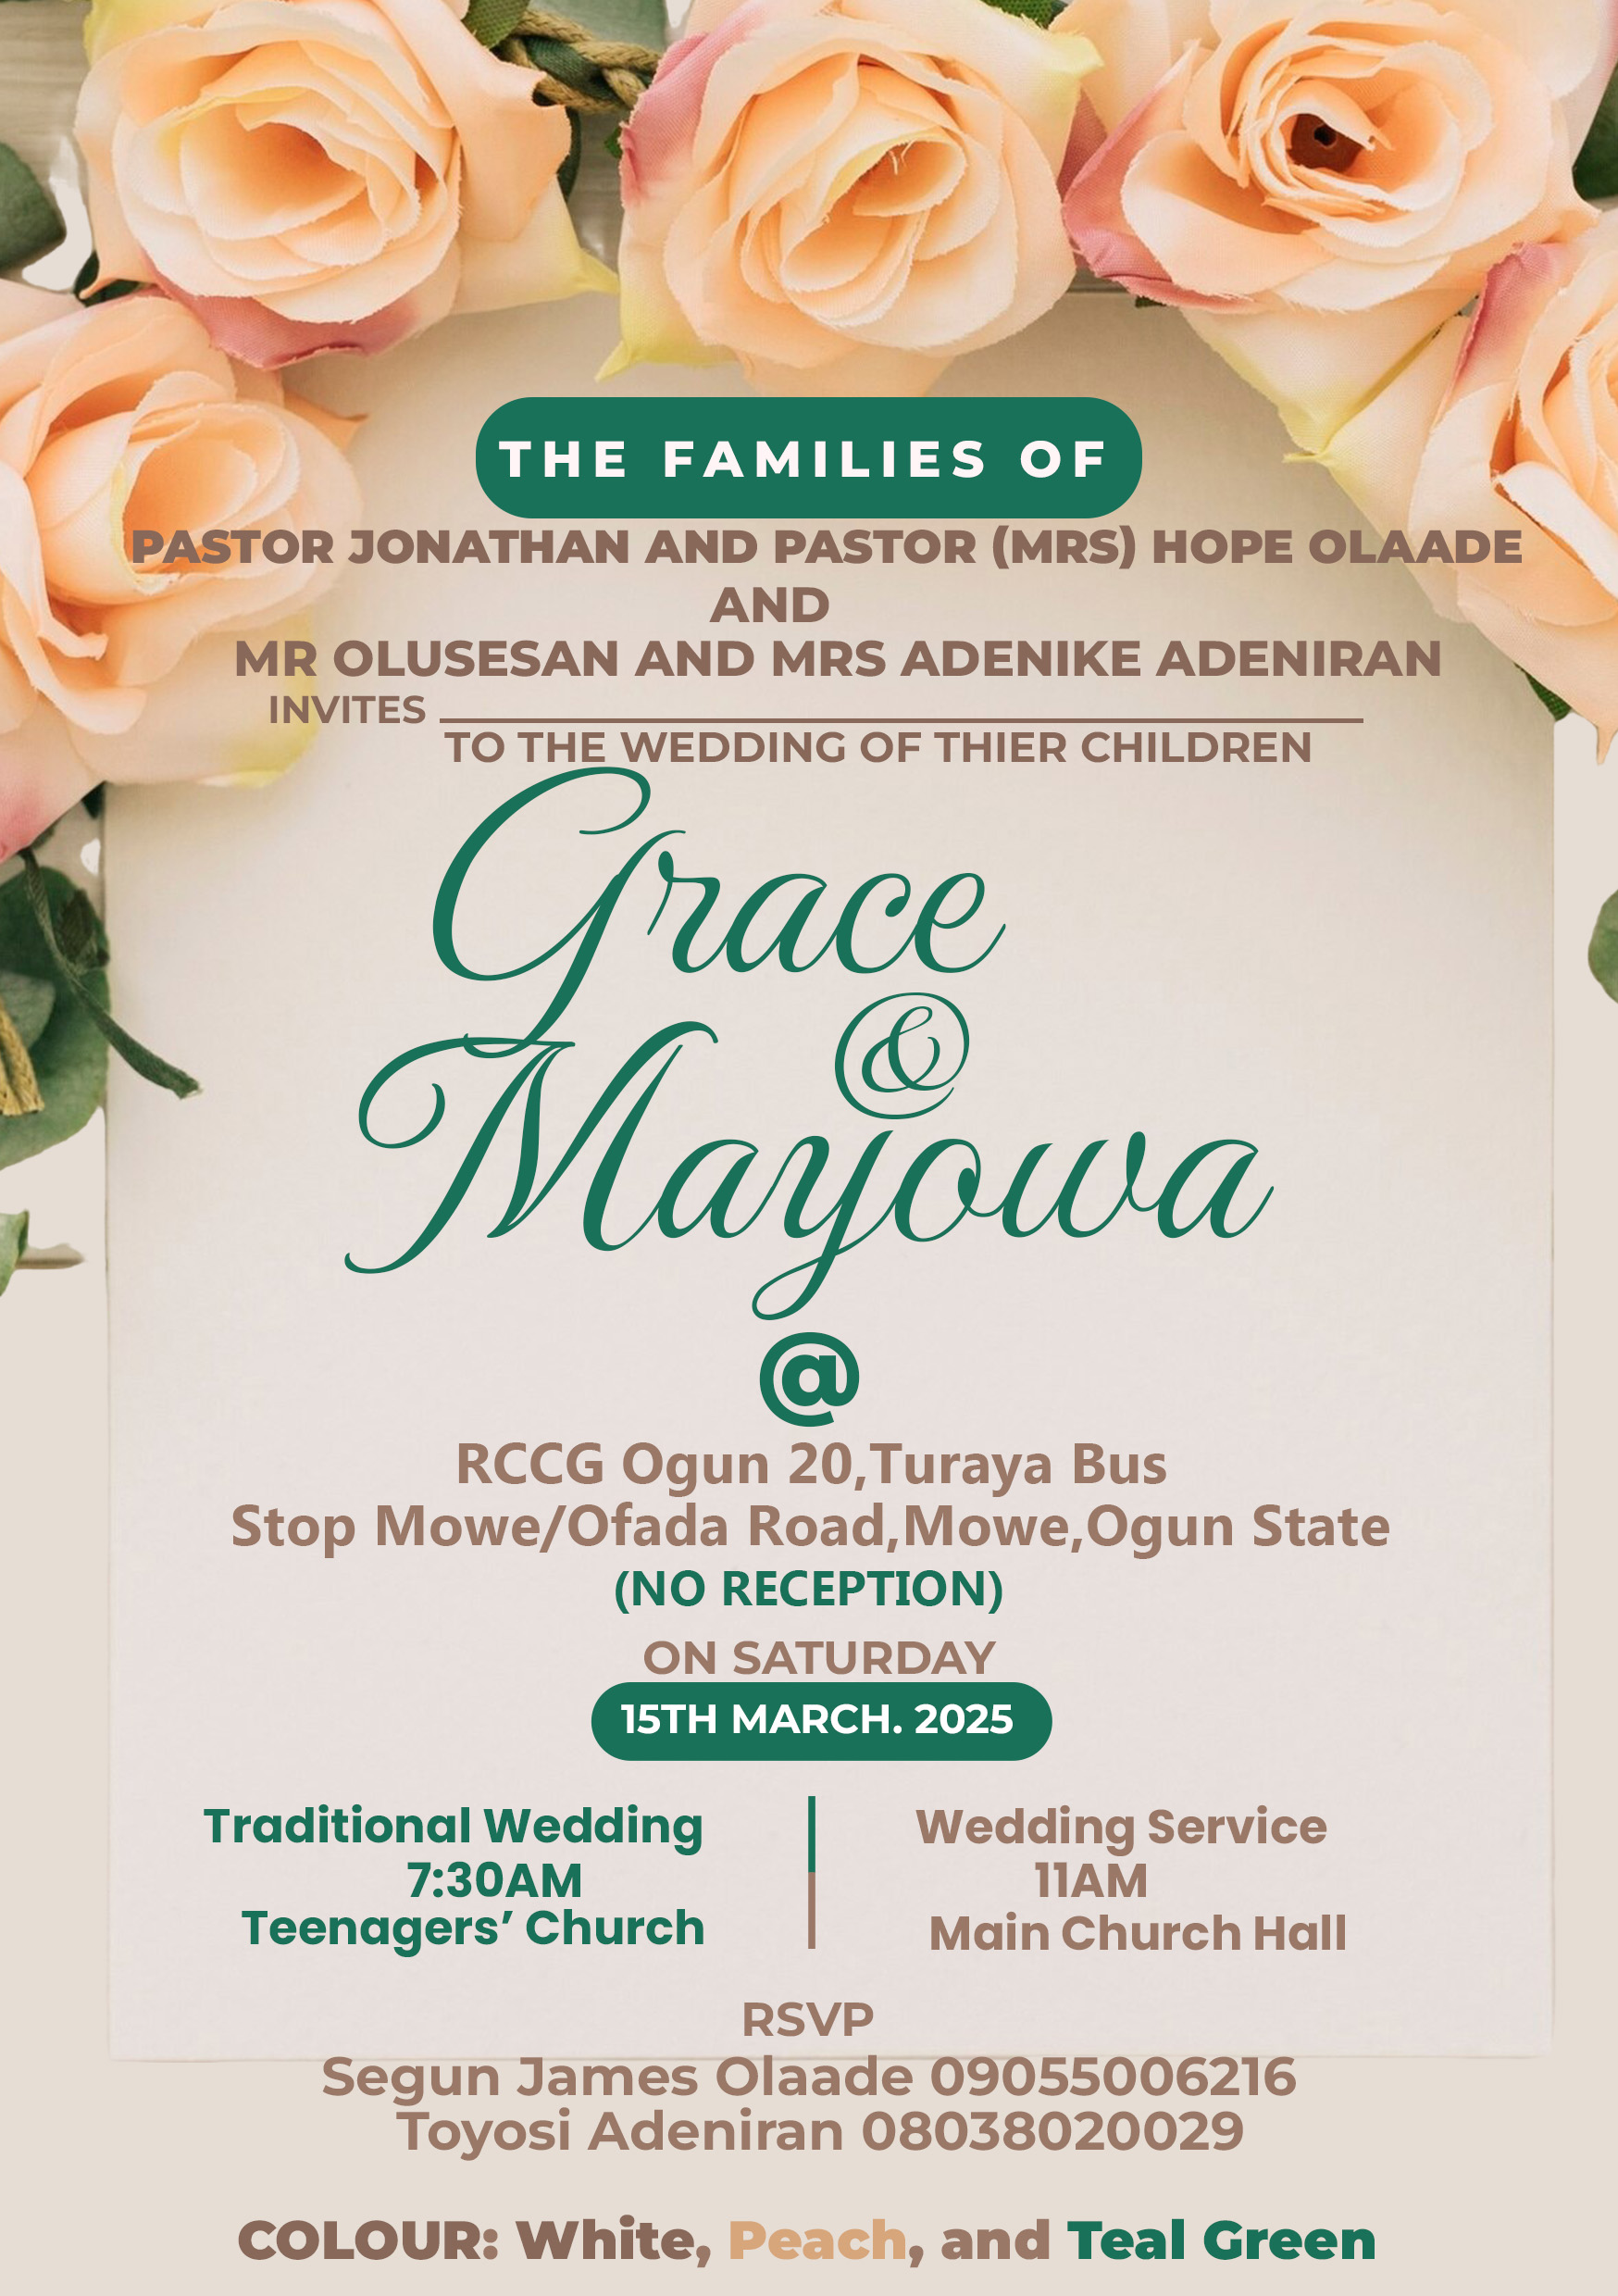 THE FAMILIES OF
PASTOR JONATHAN AND PASTOR (MRS) HOPE OLAADE
AND
MR OLUSESAN AND MRS ADENIKE ADENIRAN
INVITES
TO THE WEDDING OF THIER CHILDREN
Grace
&
Mayowa
@
RCCG Ogun 20,Turaya Bus
Stop Mowe/Ofada Road,Mowe,Ogun State
(NO RECEPTION)
ON SATURDAY
15TH MARCH. 2025
Traditional Wedding
7:30AM
Teenagers’ Church
Wedding Service
11AM
Main Church Hall
RSVP
Segun James Olaade 09055006216
Toyosi Adeniran 08038020029
COLOUR: White, Peach, and Teal Green